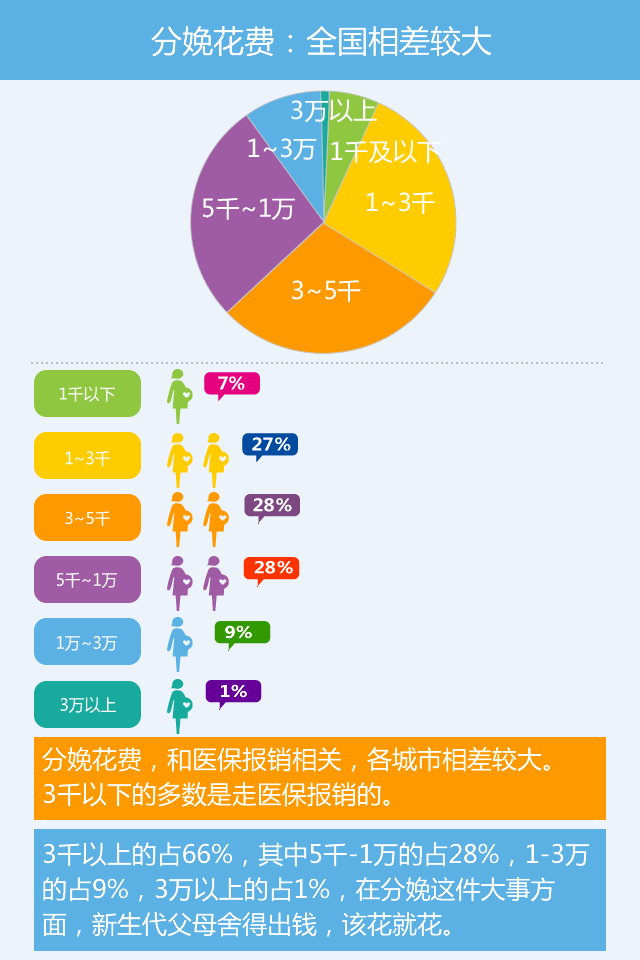 分娩花费：全国相差较大
3万以上
1~3万
1千及以下
5千~1万
1~3千
3~5千
1千以下
7%
1~3千
27%
3~5千
28%
5千~1万
28%
1万~3万
9%
3万以上
1%
分娩花费，和医保报销相关，各城市相差较大。
3千以下的多数是走医保报销的。
3千以上的占66%，其中5千-1万的占28%，1-3万
的占9%，3万以上的占1%，在分娩这件大事方
面，新生代父母舍得出钱，该花就花。